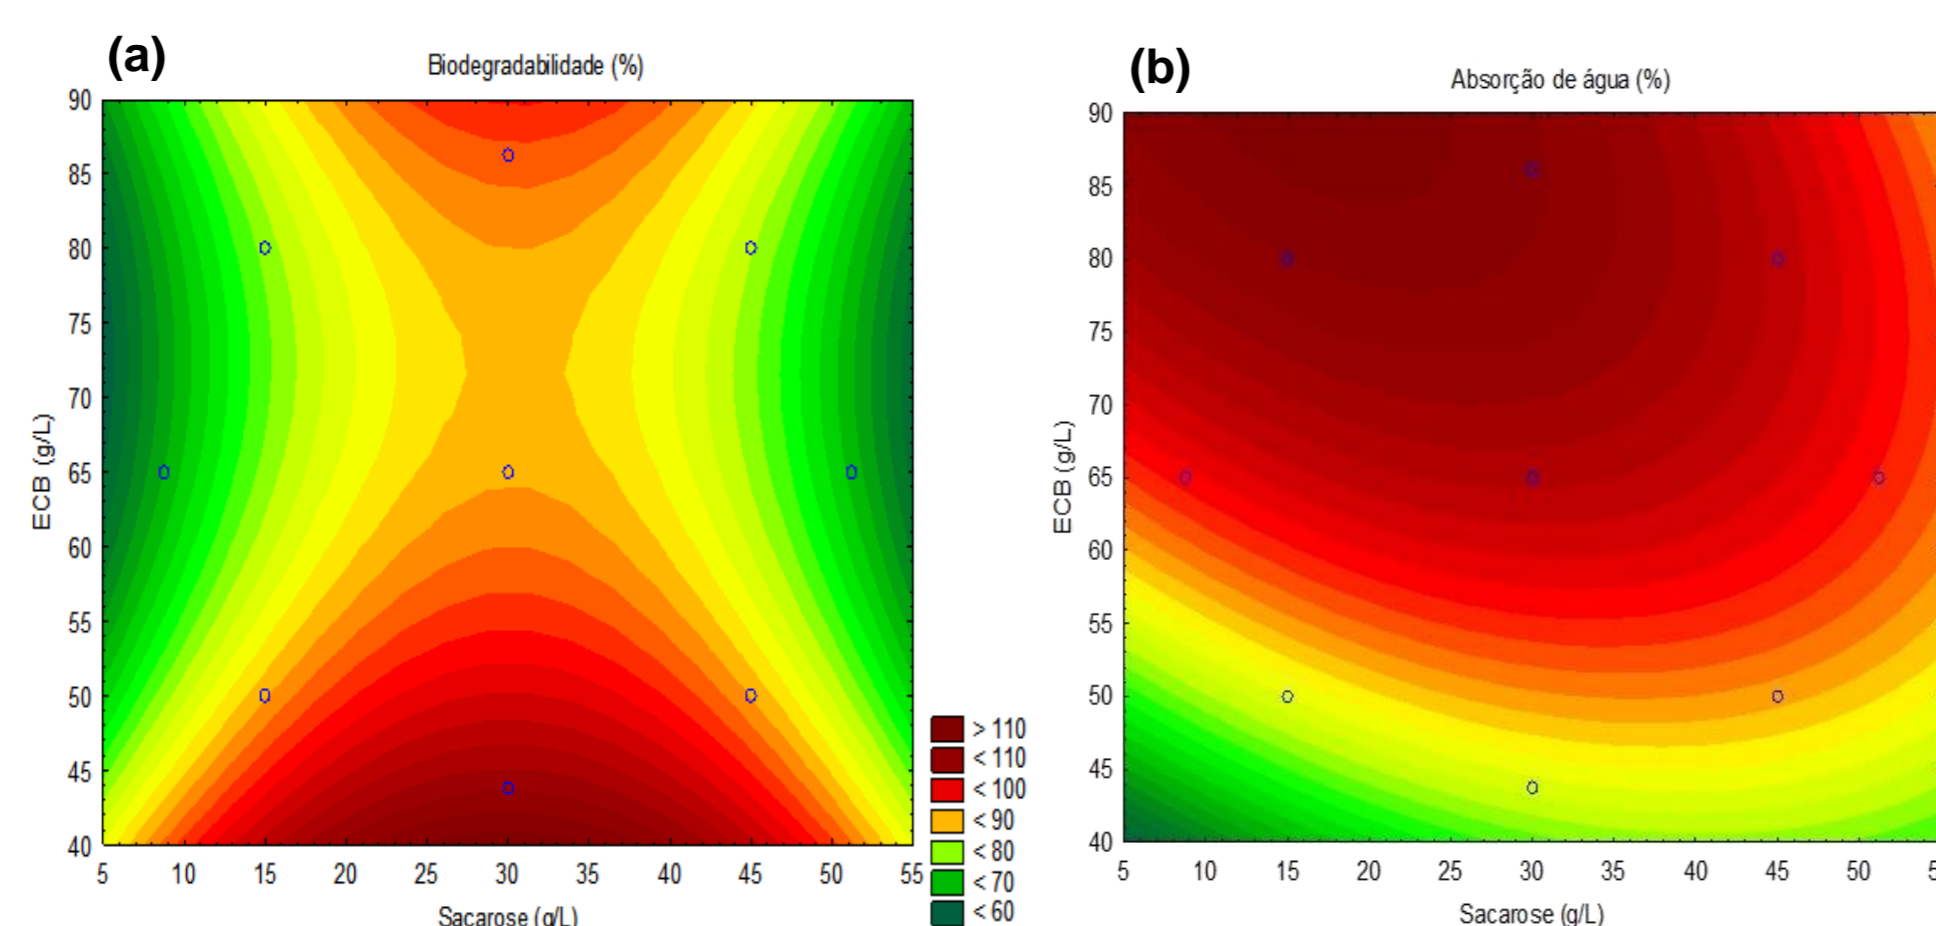 (a)
Biodegradabilidade (%)
90
85
80
75
70
65
60
55
50
45
40
ECB (g/L)
5 10 15 20 25 30 35 40 45 50 55
Sacarose (g/L)
> 110
< 110
< 100
< 90
< 80
< 70
< 60
(b)
Absorção de água (%)
90
85
80
75
70
65
60
55
50
45
40
ECB (g/L)
5 10 15 20 25 30 35 40 45 50
Sacarose (g/L)